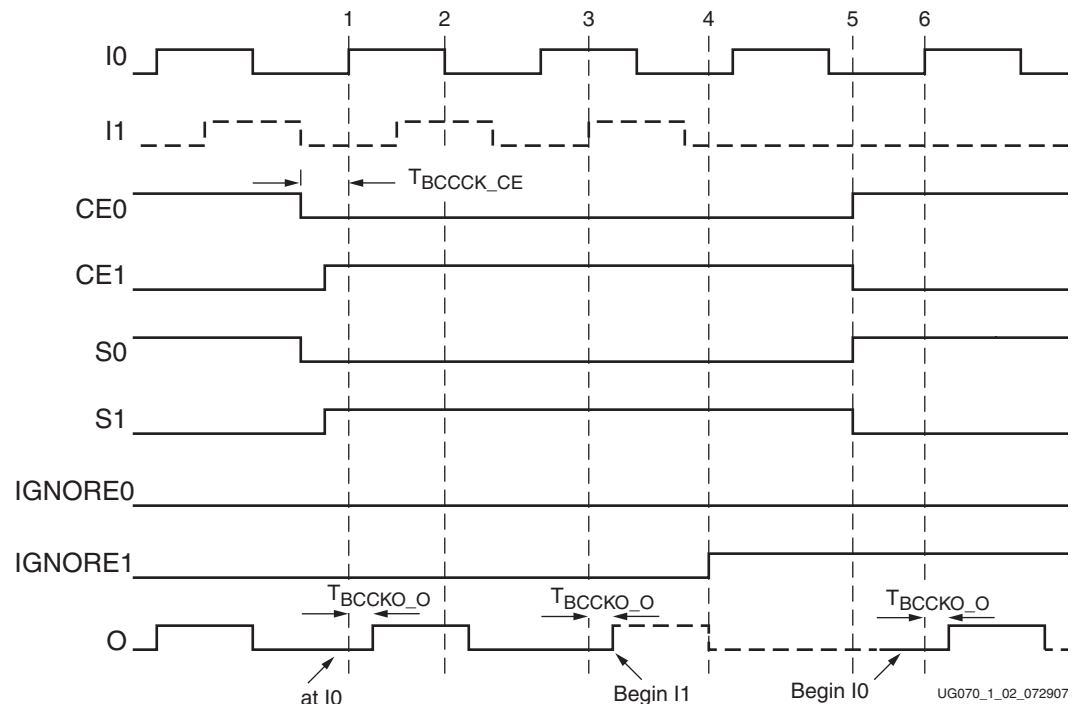 1 2 3 4 5 6
I0
I1
TBCCCK_CE
CE0
CE1
S0
S1
IGNORE0
IGNORE1
TBCCKO_O TBCCKO_O TBCCKO_O
O
at I0 Begin I1 Begin I0 UG070_1_02_072907